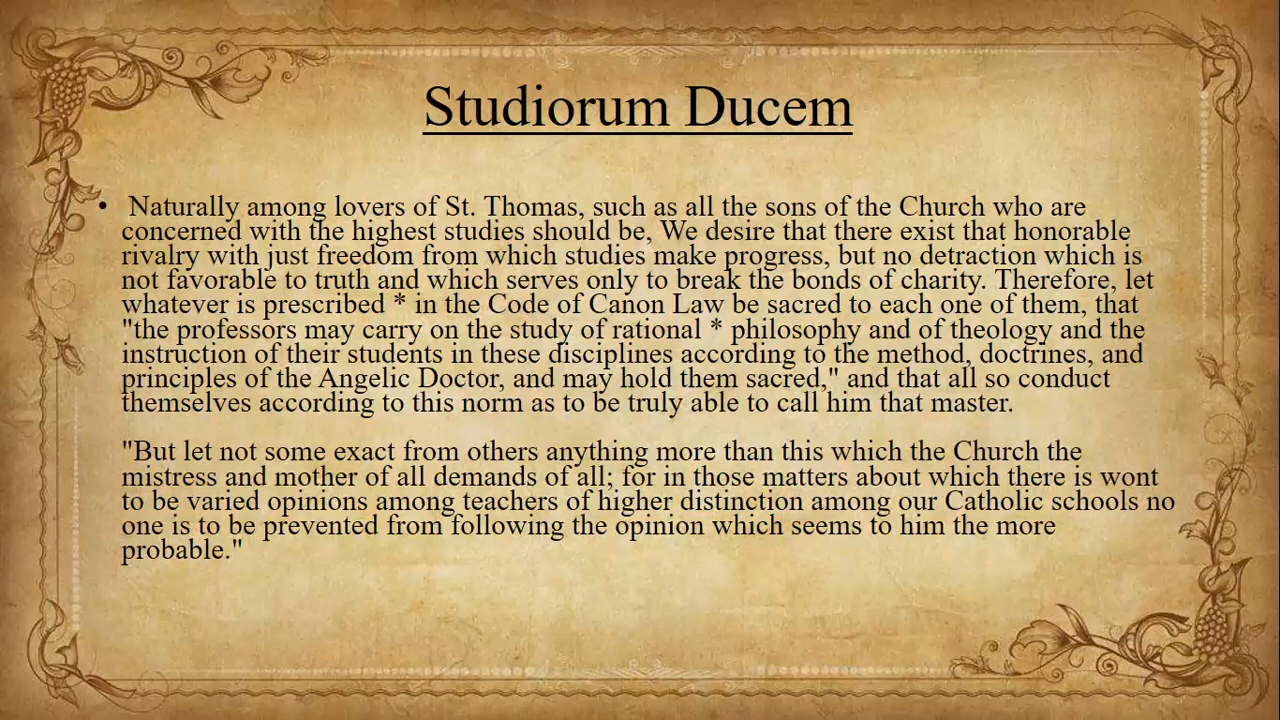 Studiorum Ducem
• Naturally among lovers of St. Thomas, such as all the sons of the Church who are
concerned with the highest studies should be, We desire that there exist that honorable
rivalry with just freedom from which studies make progress, but no detraction which is
not favorable to truth and which serves only to break the bonds of charity. Therefore, let
whatever is prescribed * in the Code of Canon Law be sacred to each one of them, that
"the professors may carry on the study of rational * philosophy and of theology and the
instruction of their students in these disciplines according to the method, doctrines, and
principles of the Angelic Doctor, and may hold them sacred," and that all so conduct
themselves according to this norm as to be truly able to call him that master.
"But let not some exact from others anything more than this which the Church the
mistress and mother of all demands of all; for in those matters about which there is wont
to be varied opinions among teachers of higher distinction among our Catholic schools no
one is to be prevented from following the opinion which seems to him the more
probable."